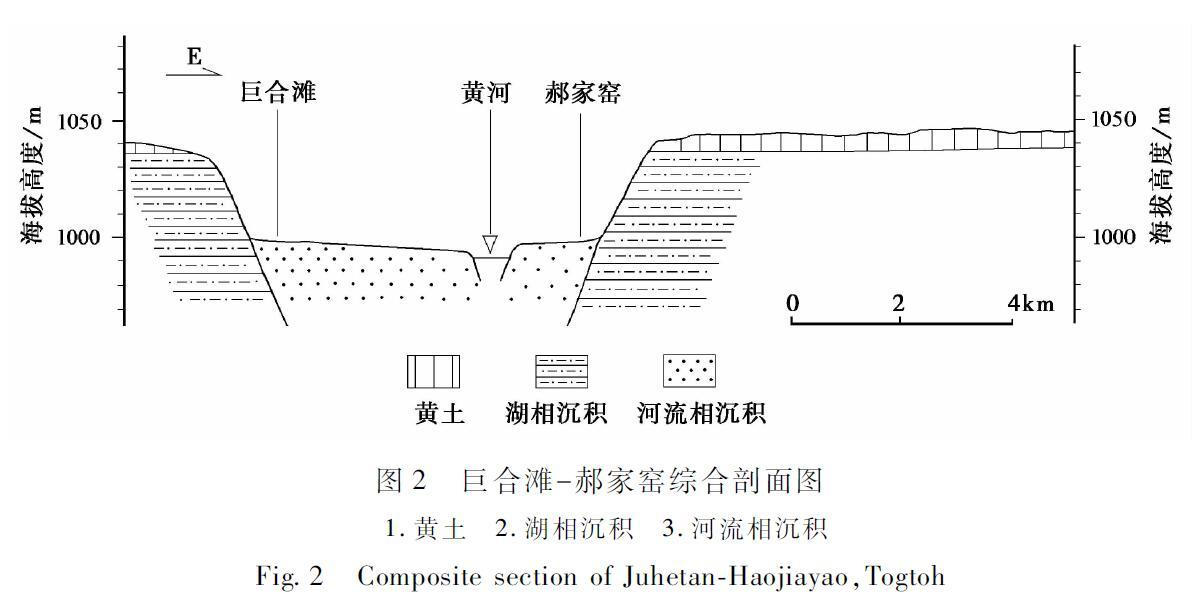 E
巨合滩 黄河 郝家窑
海拔高度/m
1050
1000
1050
1000
海拔高度/m
0 2 4km
黄土 湖相沉积 河流相沉积
图 2 巨合滩-郝家窑综合剖面图
1. 黄土 2. 湖相沉积 3. 河流相沉积
Fig. 2 Composite section of Juhetan-Haojiayao, Togtoh